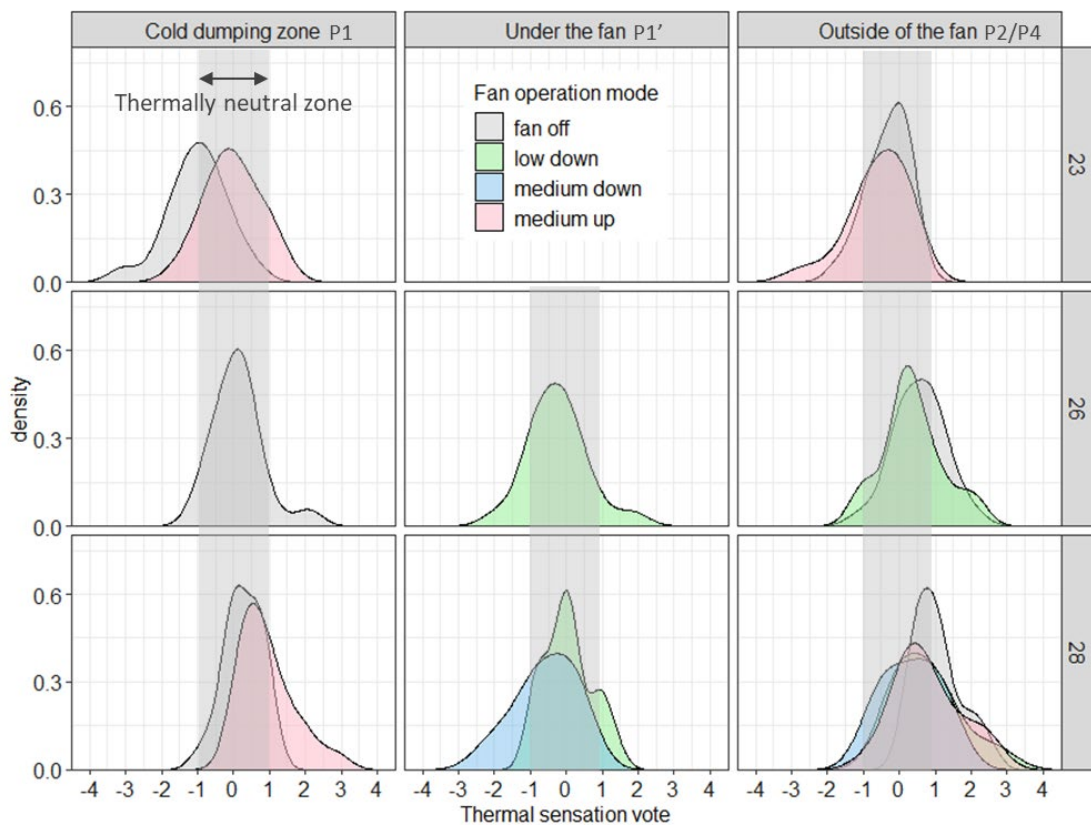 Cold dumping zone P1
Under the fan P1'
Outside of the fan P2/P4
Thermally neutral zone
Fan operation mode
fan off
low down
medium down
medium up
0.6
0.3
0.0
23
0.6
0.3
0.0
26
density
0.6
0.3
0.0
28
-4 -3 -2 -1 0 1 2 3 4
-4 -3 -2 -1 0 1 2 3 4
-4 -3 -2 -1 0 1 2 3 4
Thermal sensation vote